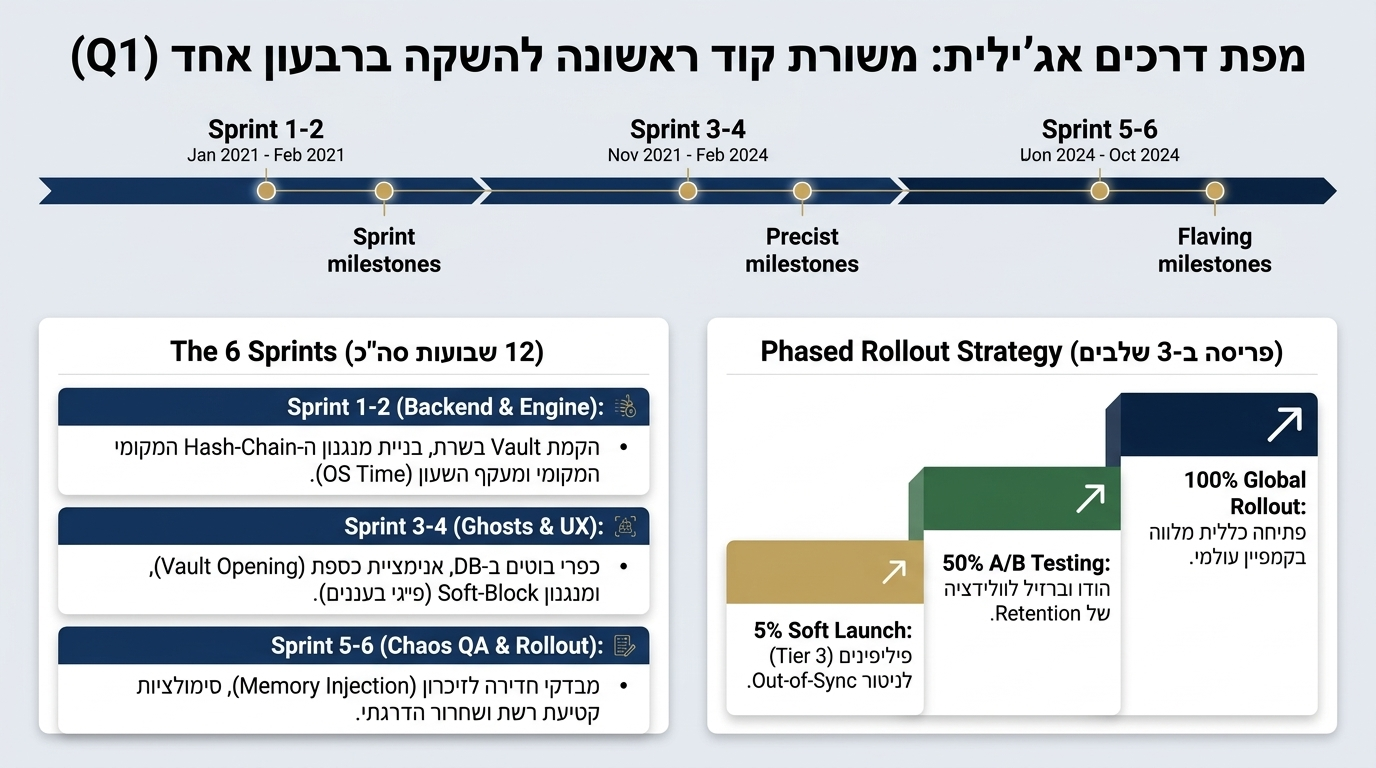 מפת דרכים אג'ילית: משורת קוד ראשונה להשקה ברבעון אחד (Q1)
Sprint 1-2
Jan 2021 - Feb 2021
Sprint 3-4
Nov 2021 - Feb 2024
Sprint 5-6
Uon 2024 - Oct 2024
Sprint
milestones
Precist
milestones
Flaving
milestones
The 6 Sprints (12 שבועות סה"כ)
Sprint 1-2 (Backend & Engine):
• הקמת Vault בשרת, בניית מנגנון ה-Hash-Chain המקומי
המקומי ומעקף השעון (OS Time).
Sprint 3-4 (Ghosts & UX):
• כפרי בוטים ב-DB, אנימציית כספת (Vault Opening),
ומנגנון Soft-Block (פייגי בעננים).
Sprint 5-6 (Chaos QA & Rollout):
• מבדקי חדירה לזיכרון (Memory Injection), סימולציות
קטיעת רשת ושחרור הדרגתי.
Phased Rollout Strategy (פריסה ב-3 שלבים)
5% Soft Launch:
פיליפינים (Tier 3)
לניטור Out-of-Sync.
50% A/B Testing:
הודו וברזיל לוולידציה
של Retention.
100% Global
Rollout:
פתיחה כללית מלווה
בקמפיין עולמי.